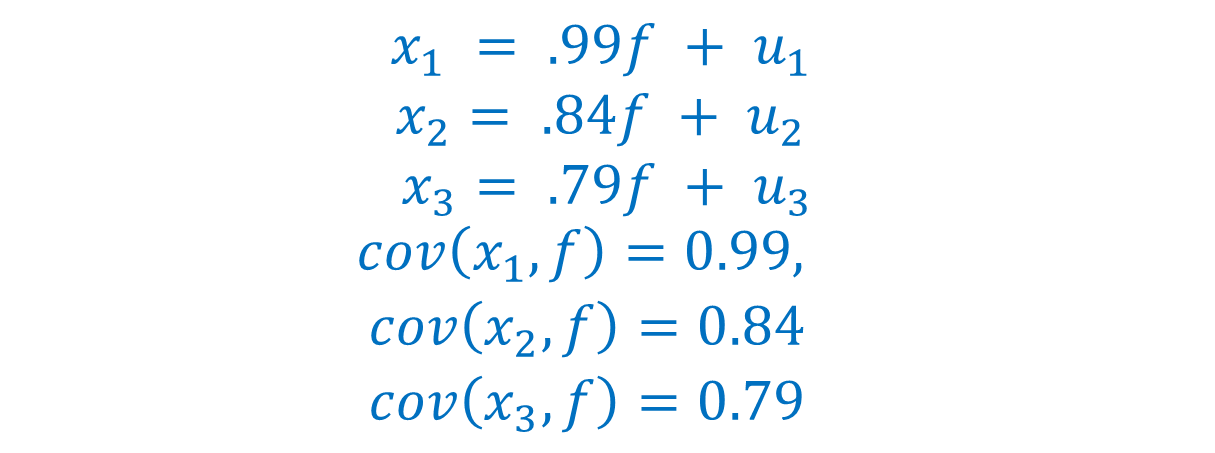 x₁ = .99f + u₁
x₂ = .84f + u₂
x₃ = .79f + u₃
cov(x₁, f) = 0.99,
cov(x₂, f) = 0.84
cov(x₃, f) = 0.79